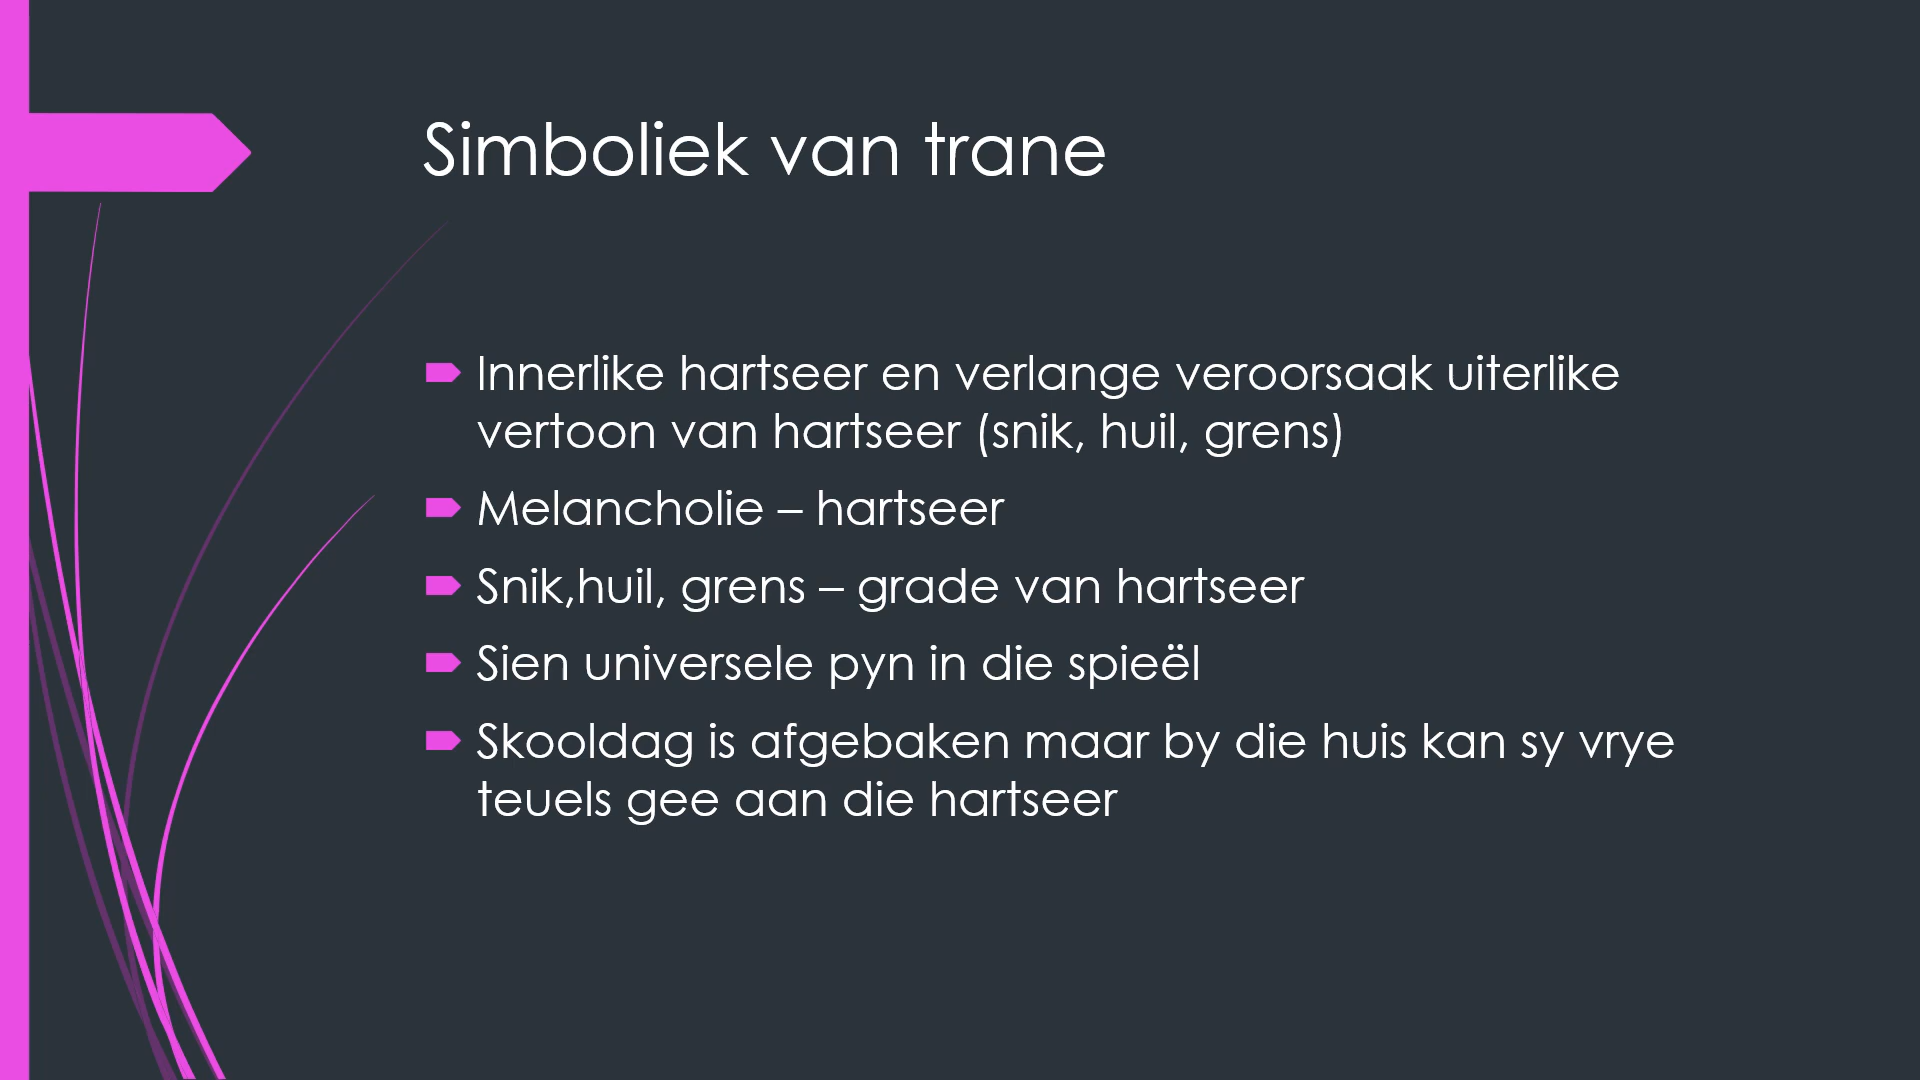 Simboliek van trane
Innerlike hartseer en verlange veroorsaak uiterlike
vertoon van hartseer (snik, huil, grens)
Melancholie – hartseer
Snik,huil, grens – grade van hartseer
Sien universele pyn in die spieël
Skooldag is afgebaken maar by die huis kan sy vrye
teuels gee aan die hartseer